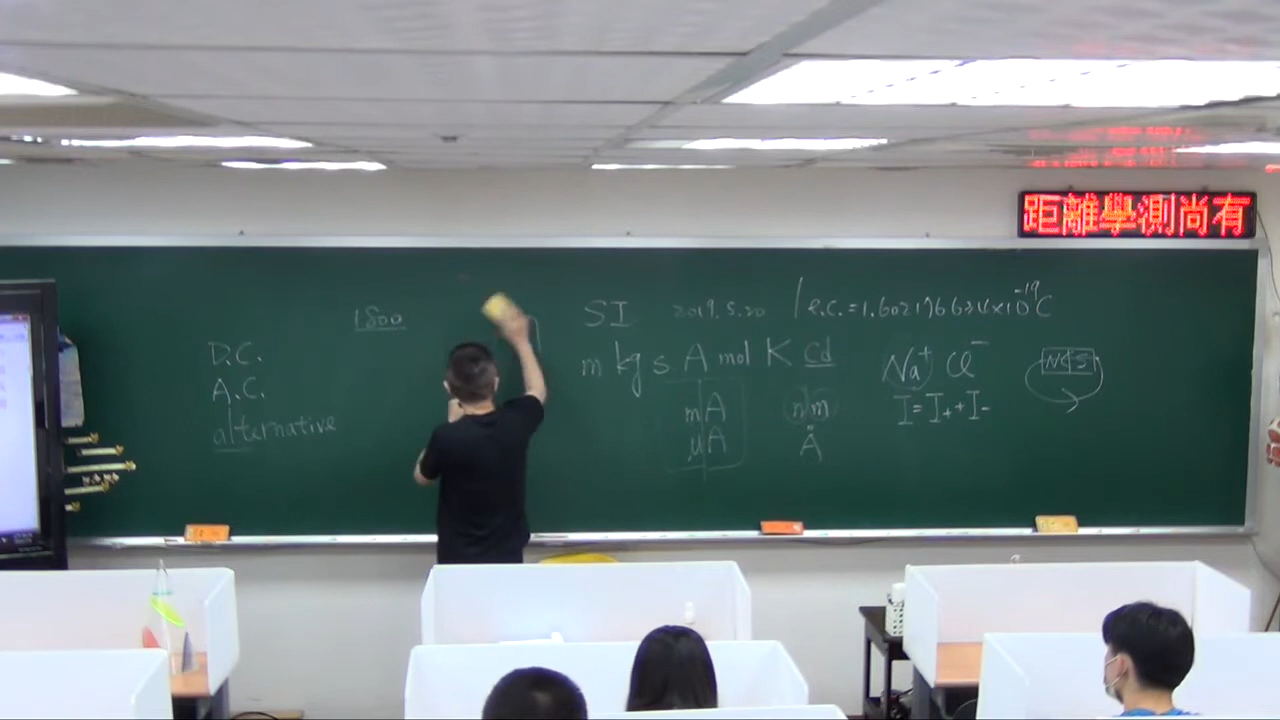 距離學測尚有
1800
D.C.
A.C.
alternative
SI 2019.5.20 1 e.c.=1.602176634×10⁻¹⁹C
m kg s A mol K cd
mA nm
μA Å
Na⁺ Cl⁻
I=I₊+I₋
N S